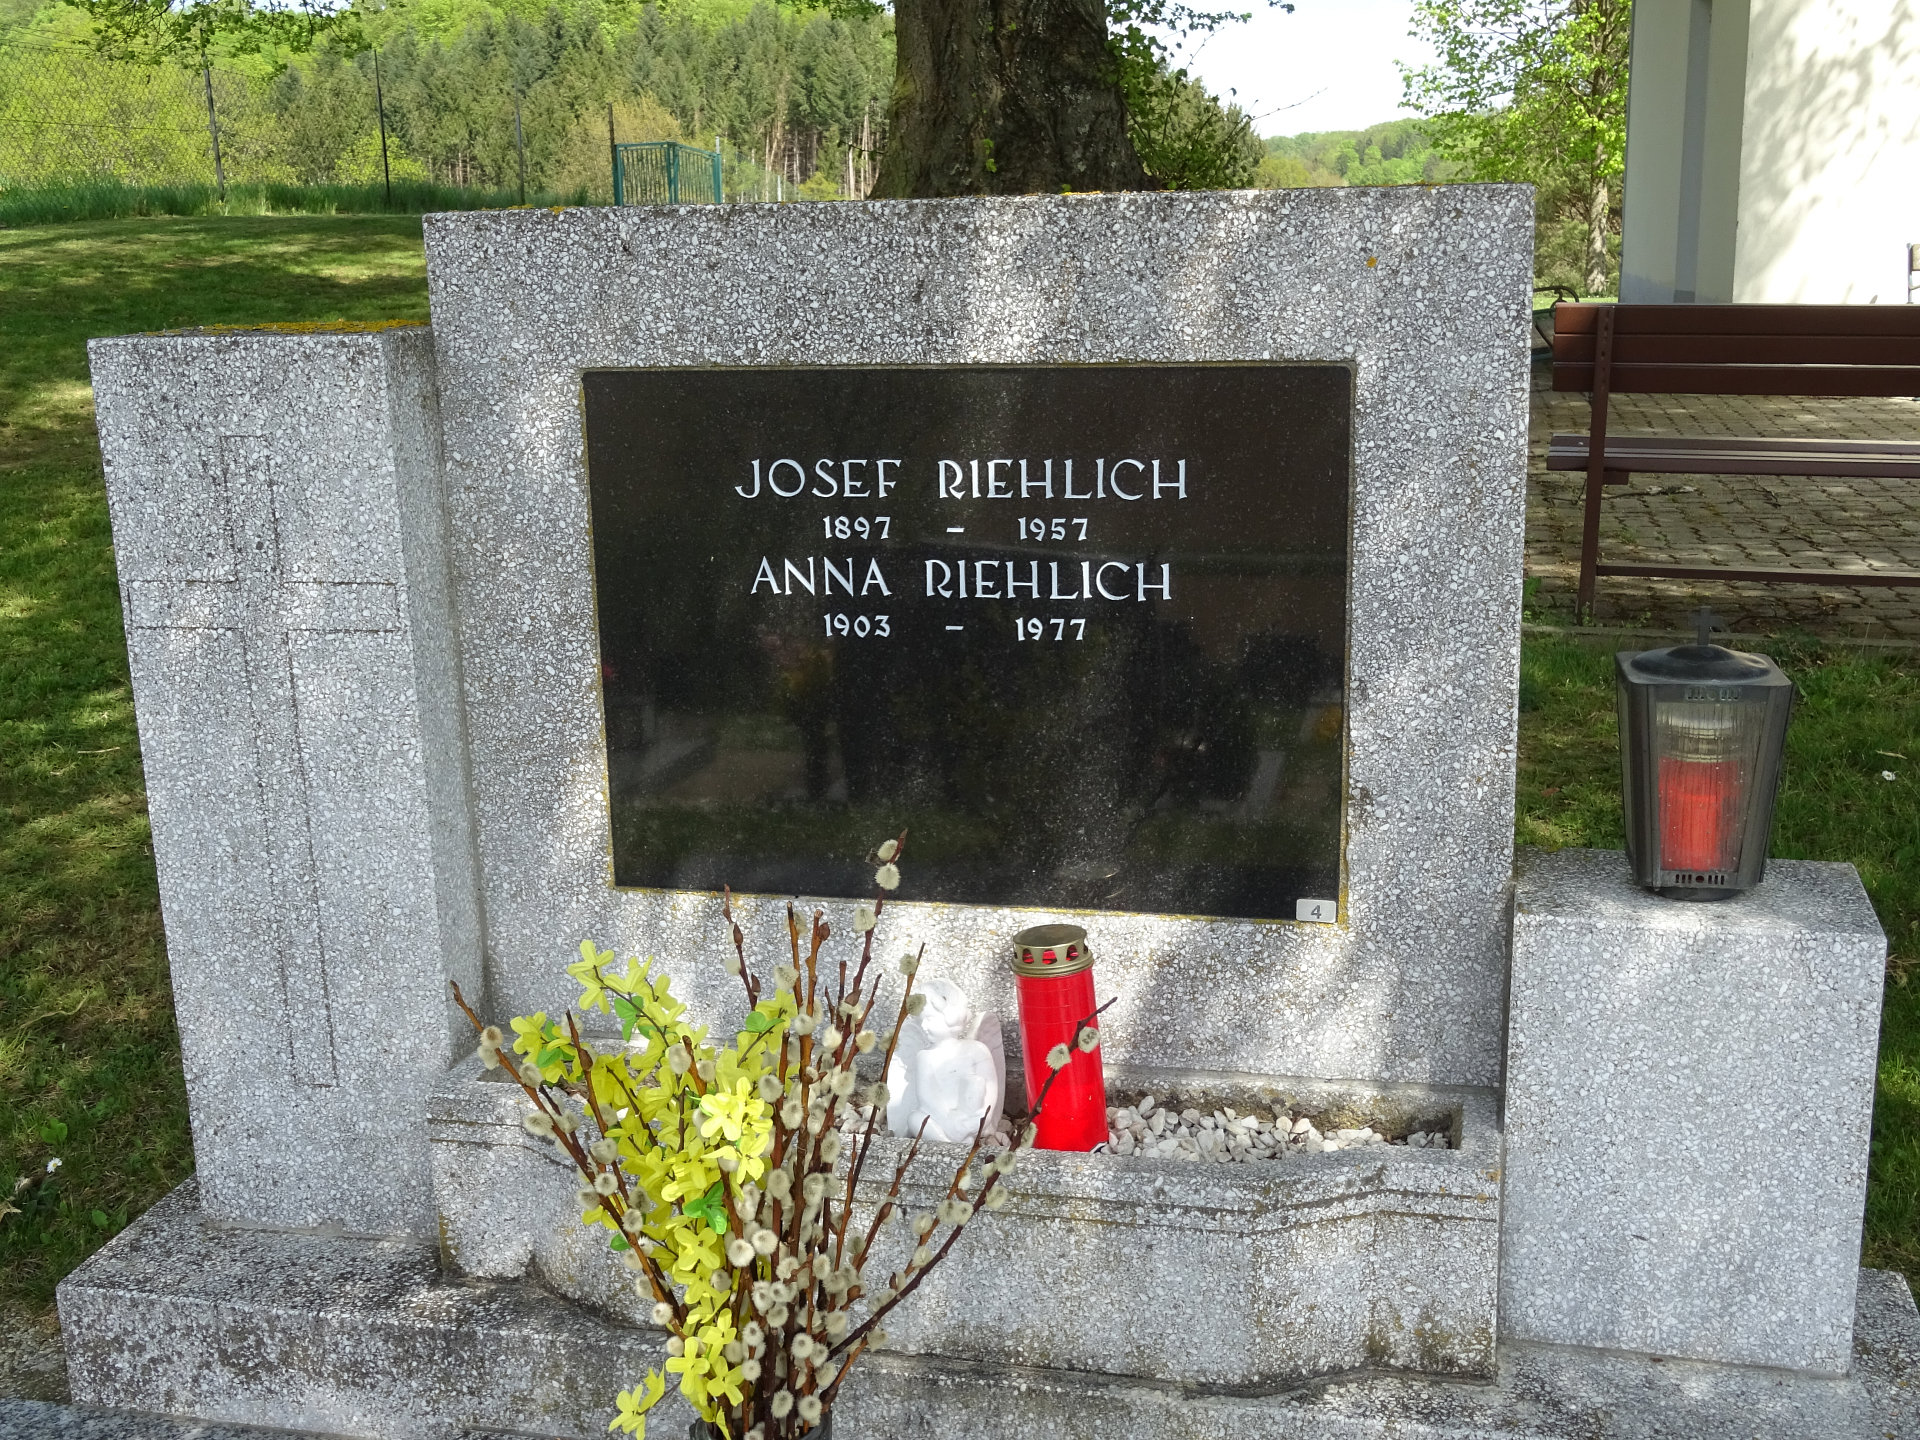 JOSEF RIEHLICH
1897 – 1957
ANNA RIEHLICH
1903 – 1977
4